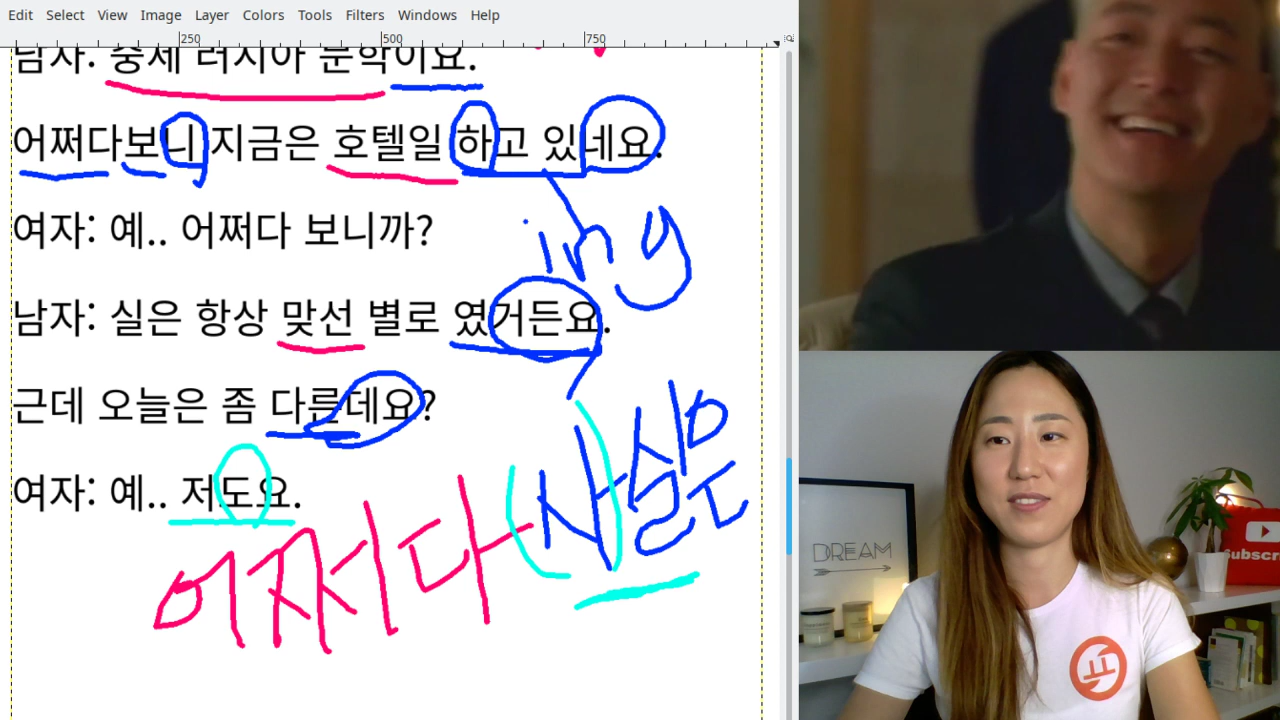 Edit Select View Image Layer Colors Tools Filters Windows Help
250 500 750
남자: 중세 러시아 문학이요.
어쩌다보니 지금은 호텔일 하고 있네요.
여자: 예.. 어쩌다 보니까?
ing
남자: 실은 항상 맞선 별로 였거든요.
근데 오늘은 좀 다른데요?
사실은
여자: 예.. 저도요.
어쩌다
DREAM
Subscr